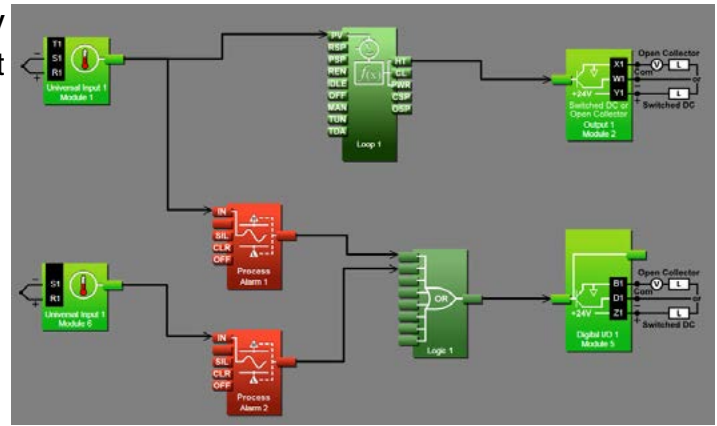 y
t
T1
S1
R1
Universal Input 1
Module 1
PV
RSP
PSP
REN
IDLE
OFF
MAN
TUN
TDA
f(x)
HT
CL
PWR
CSP
OSP
Loop 1
X1
W1
Y1
+24V
Switched DC or
Open Collector
Output 1
Module 2
Open Collector
V
L
Com
or
L
Switched DC
IN
SIL
CLR
OFF
Process
Alarm 1
S1
R1
Universal Input 1
Module 6
IN
SIL
CLR
OFF
Process
Alarm 2
OR
Logic 1
B1
D1
Z1
+24V
Digital I/O 1
Module 5
Open Collector
V
L
Com
or
L
Switched DC